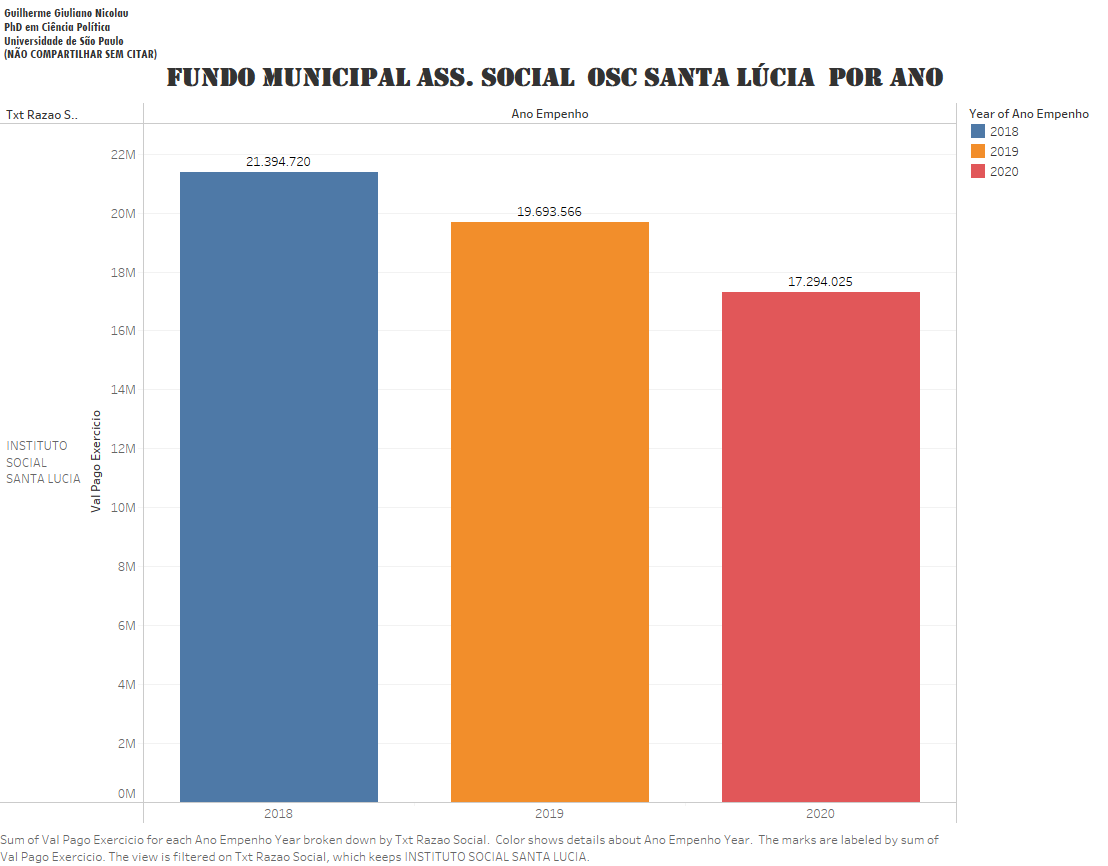 Guilherme Giuliano Nicolau
PhD em Ciência Política
Universidade de São Paulo
(NÃO COMPARTILHAR SEM CITAR)
FUNDO MUNICIPAL ASS. SOCIAL  OSC SANTA LÚCIA  POR ANO
Txt Razao S..
Ano Empenho
Year of Ano Empenho
2018
2019
2020
22M
20M
18M
16M
14M
12M
10M
8M
6M
4M
2M
0M
Val Pago Exercicio
INSTITUTO
SOCIAL
SANTA LUCIA
21.394.720
19.693.566
17.294.025
2018
2019
2020
Sum of Val Pago Exercicio for each Ano Empenho Year broken down by Txt Razao Social.  Color shows details about Ano Empenho Year.  The marks are labeled by sum of
Val Pago Exercicio. The view is filtered on Txt Razao Social, which keeps INSTITUTO SOCIAL SANTA LUCIA.